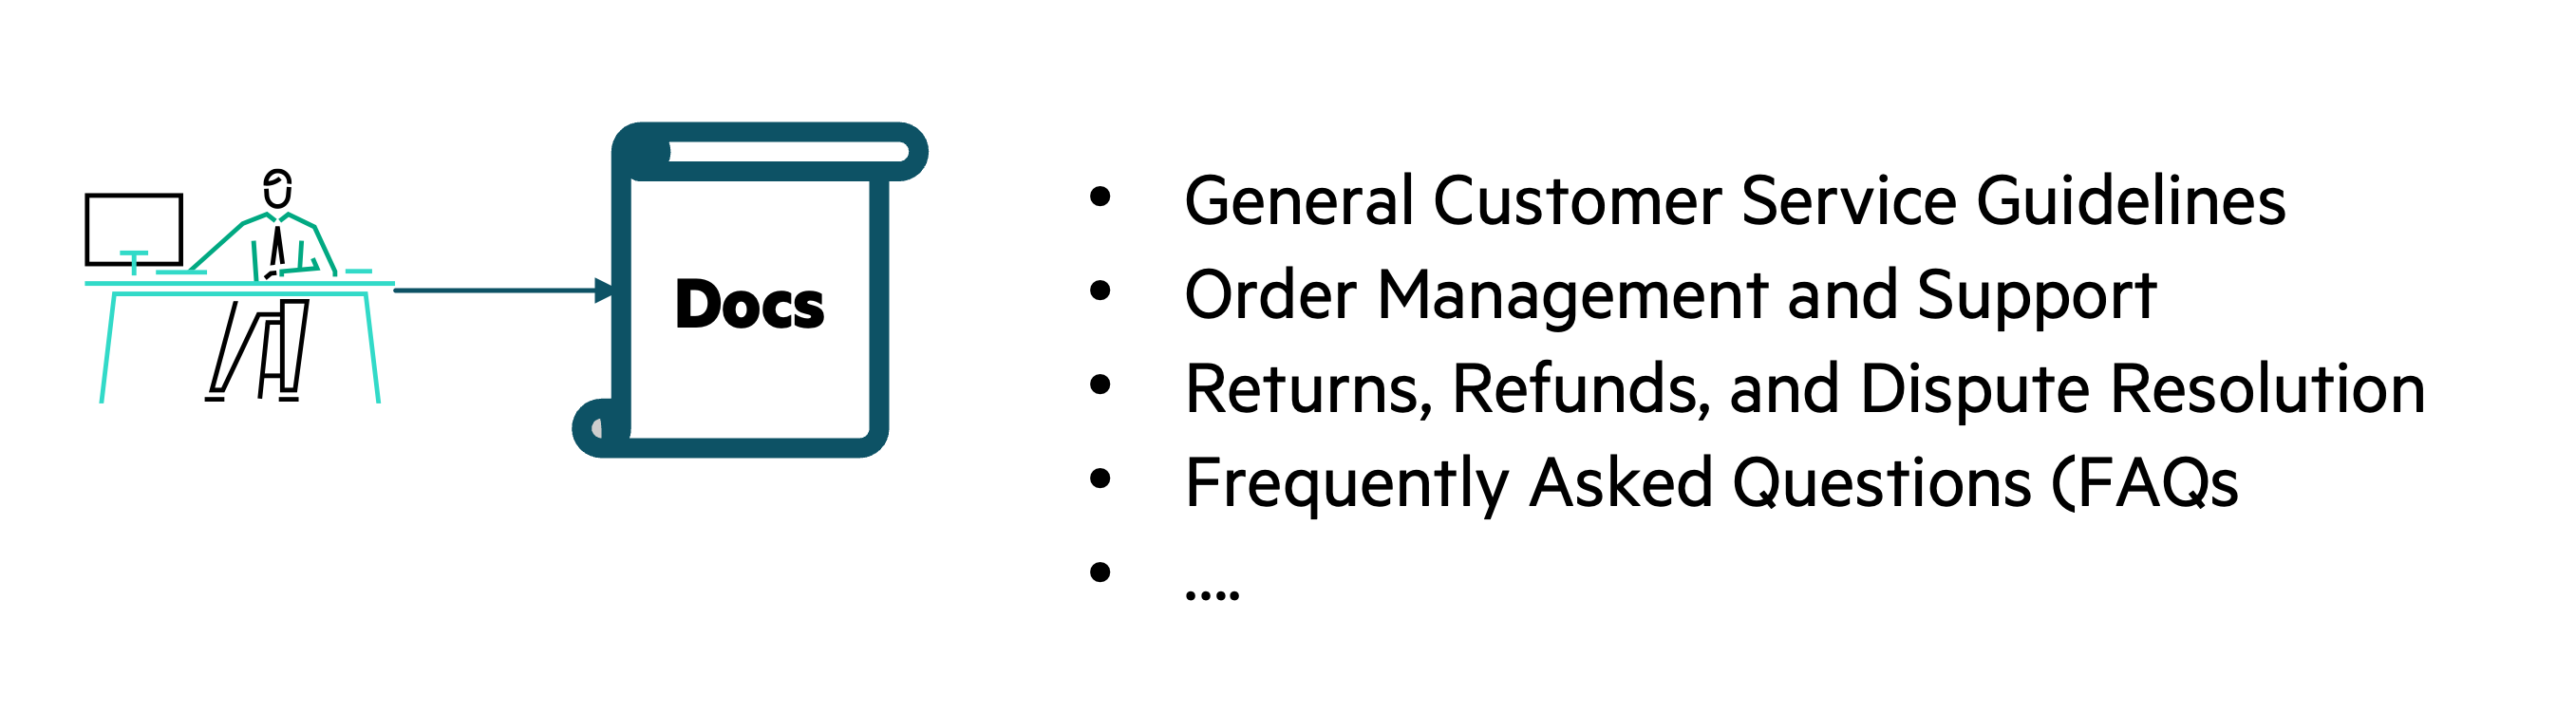 Docs
• General Customer Service Guidelines
• Order Management and Support
• Returns, Refunds, and Dispute Resolution
• Frequently Asked Questions (FAQs
• ....